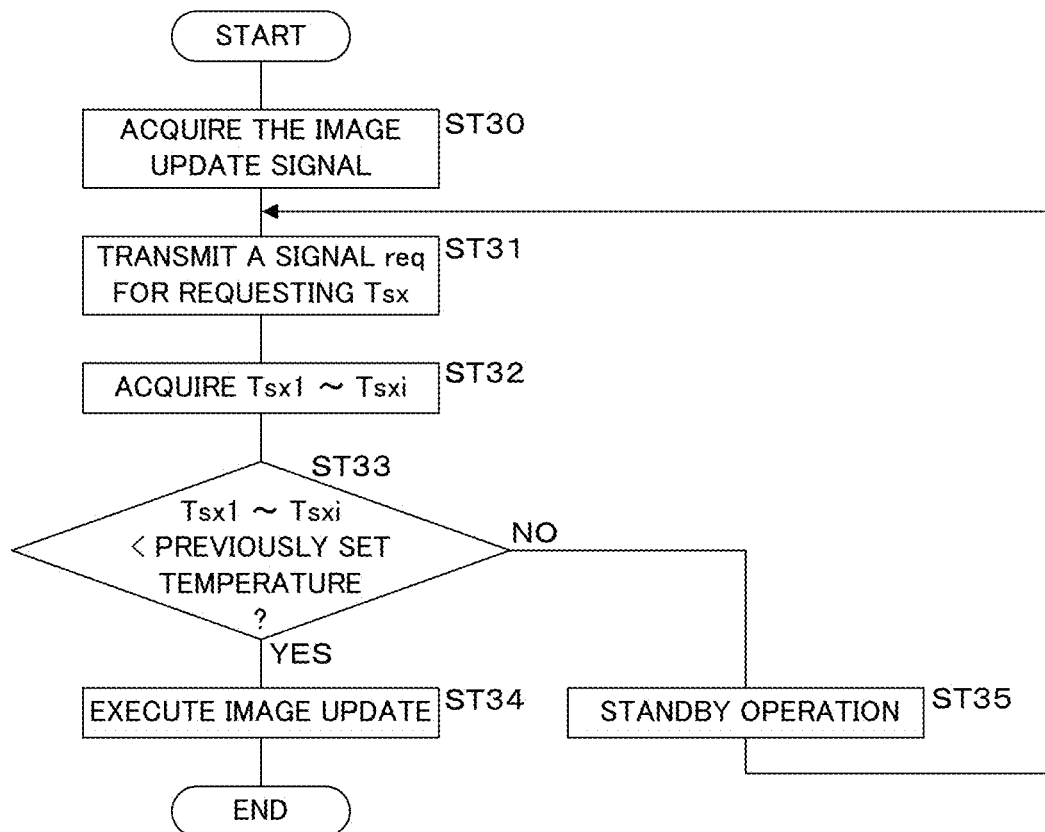 START
ACQUIRE THE IMAGE
UPDATE SIGNAL
ST30
TRANSMIT A SIGNAL req
FOR REQUESTING Tsx
ST31
ACQUIRE Tsx1 ～ Tsxi
ST32
ST33
Tsx1 ～ Tsxi
< PREVIOUSLY SET
TEMPERATURE
?
NO
YES
EXECUTE IMAGE UPDATE
ST34
STANDBY OPERATION
ST35
END